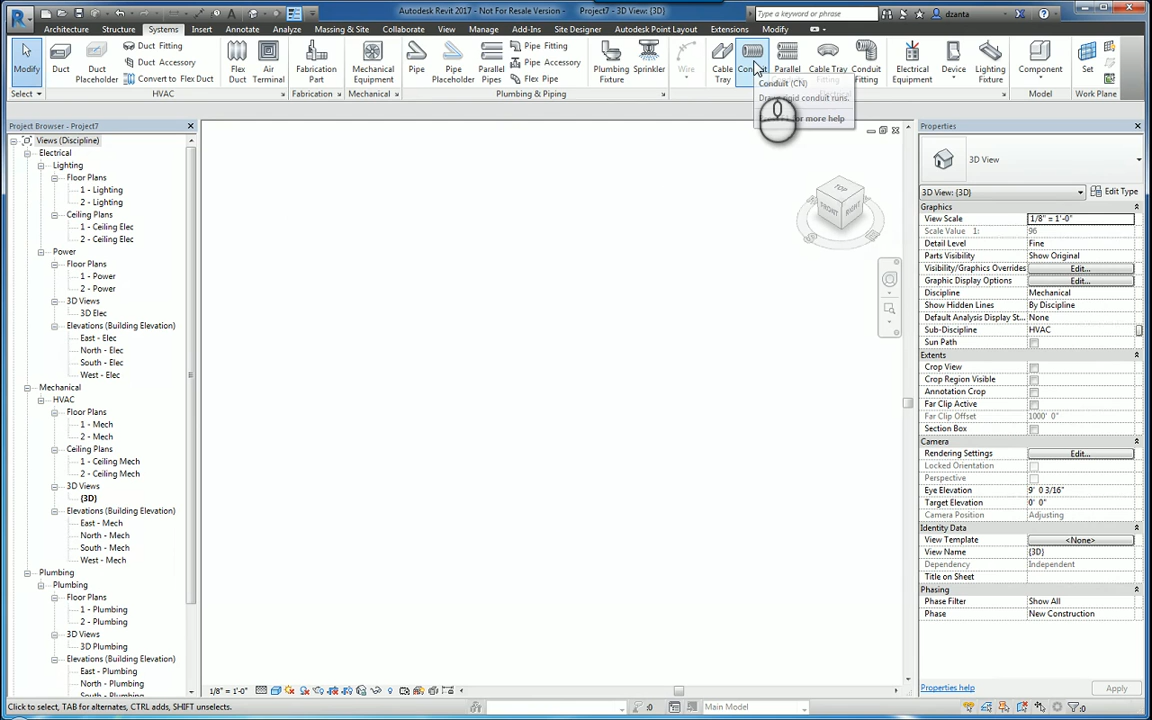 Autodesk Revit 2017 - Not For Resale Version - Project7 - 3D View: {3D}
Type a keyword or phrase
dzanta
Architecture Structure Systems Insert Annotate Analyze Massing & Site Collaborate View Manage Add-Ins Site Designer Autodesk Point Layout Extensions Modify
Modify
Duct
Duct Placeholder
Duct Fitting
Duct Accessory
Convert to Flex Duct
Flex Duct
Air Terminal
Fabrication Part
Mechanical Equipment
Pipe
Pipe Placeholder
Parallel Pipes
Pipe Fitting
Pipe Accessory
Flex Pipe
Plumbing Fixture
Sprinkler
Wire
Cable Tray
Parallel
Cable Tray
Conduit Fitting
Electrical Equipment
Device
Lighting Fixture
Component
Set
Select HVAC Fabrication Mechanical Plumbing & Piping Model Work Plane
Conduit (CN)
rigid conduit runs.
for more help
Project Browser - Project7
Views (Discipline)
Electrical
Lighting
Floor Plans
1 - Lighting
2 - Lighting
Ceiling Plans
1 - Ceiling Elec
2 - Ceiling Elec
Power
Floor Plans
1 - Power
2 - Power
3D Views
3D Elec
Elevations (Building Elevation)
East - Elec
North - Elec
South - Elec
West - Elec
Mechanical
HVAC
Floor Plans
1 - Mech
2 - Mech
Ceiling Plans
1 - Ceiling Mech
2 - Ceiling Mech
3D Views
{3D}
Elevations (Building Elevation)
East - Mech
North - Mech
South - Mech
West - Mech
Plumbing
Plumbing
Floor Plans
1 - Plumbing
2 - Plumbing
3D Views
3D Plumbing
Elevations (Building Elevation)
East - Plumbing
North - Plumbing
South - Plumbing
TOP
FRONT
RIGHT
Properties
3D View
3D View: {3D} Edit Type
Graphics
View Scale 1/8" = 1'-0"
Scale Value 1: 96
Detail Level Fine
Parts Visibility Show Original
Visibility/Graphics Overrides Edit...
Graphic Display Options Edit...
Discipline Mechanical
Show Hidden Lines By Discipline
Default Analysis Display St... None
Sub-Discipline HVAC
Sun Path
Extents
Crop View
Crop Region Visible
Annotation Crop
Far Clip Active
Far Clip Offset 1000' 0"
Section Box
Camera
Rendering Settings Edit...
Locked Orientation
Perspective
Eye Elevation 9' 0 3/16"
Target Elevation 0' 0"
Camera Position Adjusting
Identity Data
View Template <None>
View Name {3D}
Dependency Independent
Title on Sheet
Phasing
Phase Filter Show All
Phase New Construction
Properties help Apply
1/8" = 1'-0"
Click to select, TAB for alternates, CTRL adds, SHIFT unselects.
:0
Main Model
:0